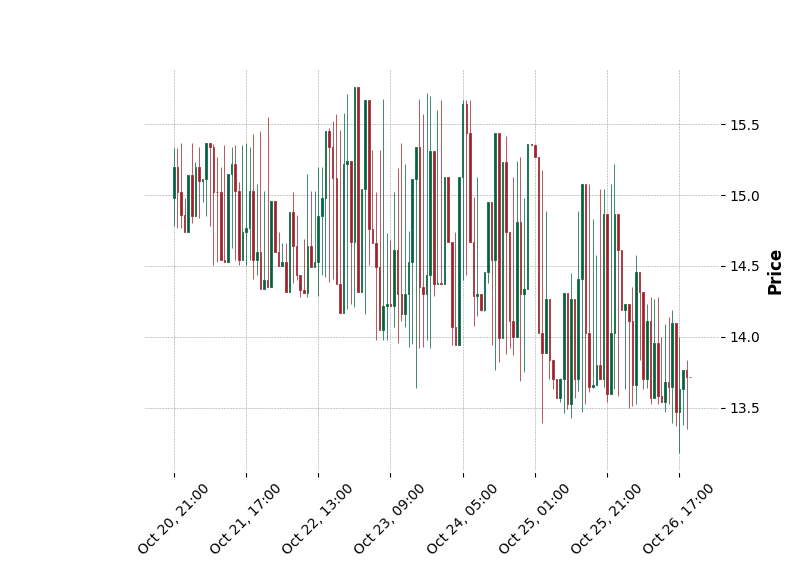 15.5
15.0
14.5
14.0
13.5
Price
Oct 20, 21:00
Oct 21, 17:00
Oct 22, 13:00
Oct 23, 09:00
Oct 24, 05:00
Oct 25, 01:00
Oct 25, 21:00
Oct 26, 17:00